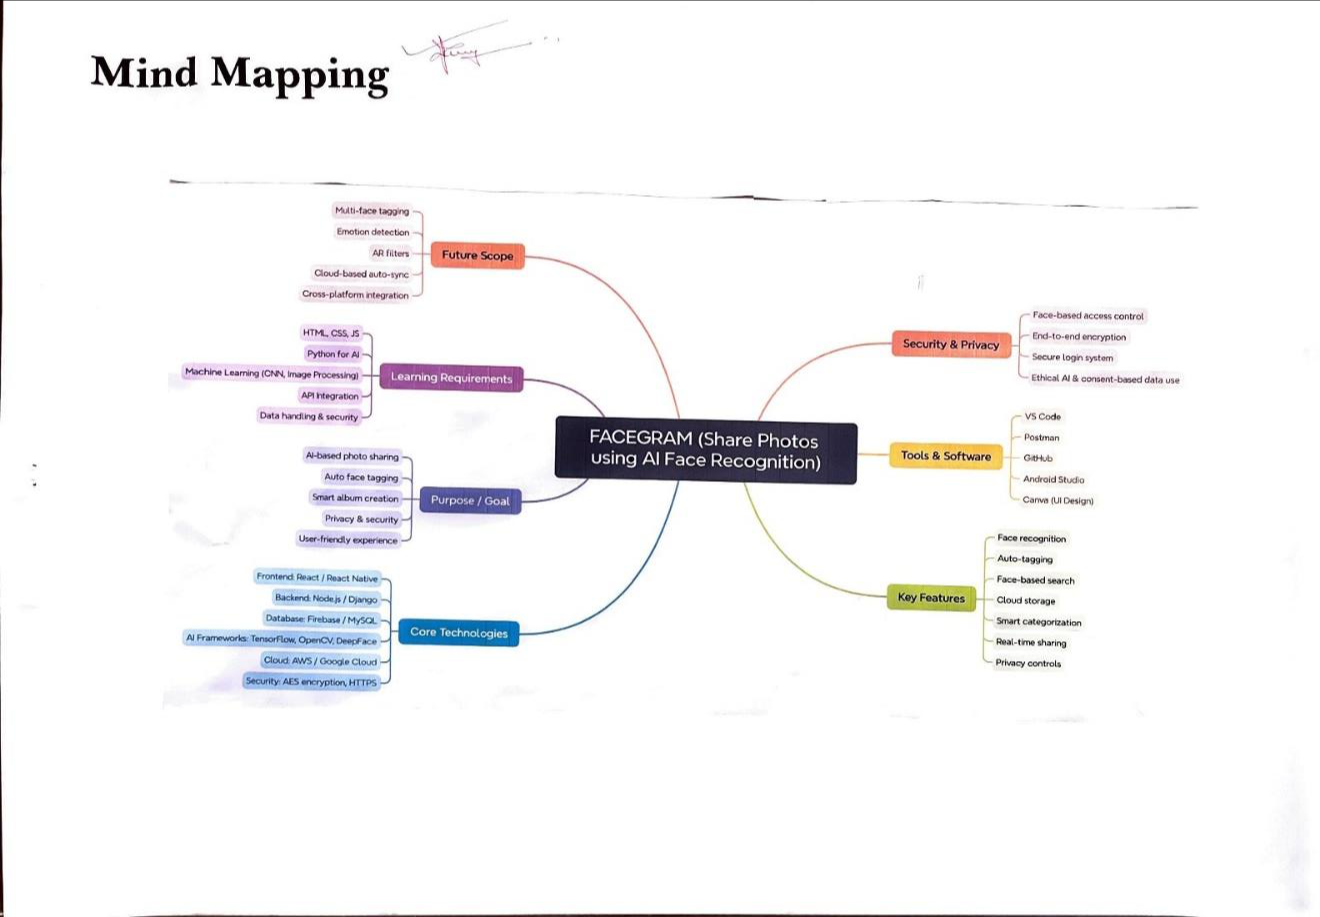 Mind Mapping
Multi-face tagging
Emotion detection
AR filters
Cloud-based auto-sync
Cross-platform integration
Future Scope
HTML, CSS, JS
Python for AI
Machine Learning (CNN, Image Processing)
API Integration
Data handling & security
Learning Requirements
AI-based photo sharing
Auto face tagging
Smart album creation
Privacy & security
User-friendly experience
Purpose / Goal
Frontend: React / React Native
Backend: Node.js / Django
Database: Firebase / MySQL
AI Frameworks: TensorFlow, OpenCV, DeepFace
Cloud: AWS / Google Cloud
Security: AES encryption, HTTPS
Core Technologies
FACEGRAM (Share Photos
using AI Face Recognition)
Security & Privacy
Face-based access control
End-to-end encryption
Secure login system
Ethical AI & consent-based data use
Tools & Software
VS Code
Postman
GitHub
Android Studio
Canva (UI Design)
Key Features
Face recognition
Auto-tagging
Face-based search
Cloud storage
Smart categorization
Real-time sharing
Privacy controls